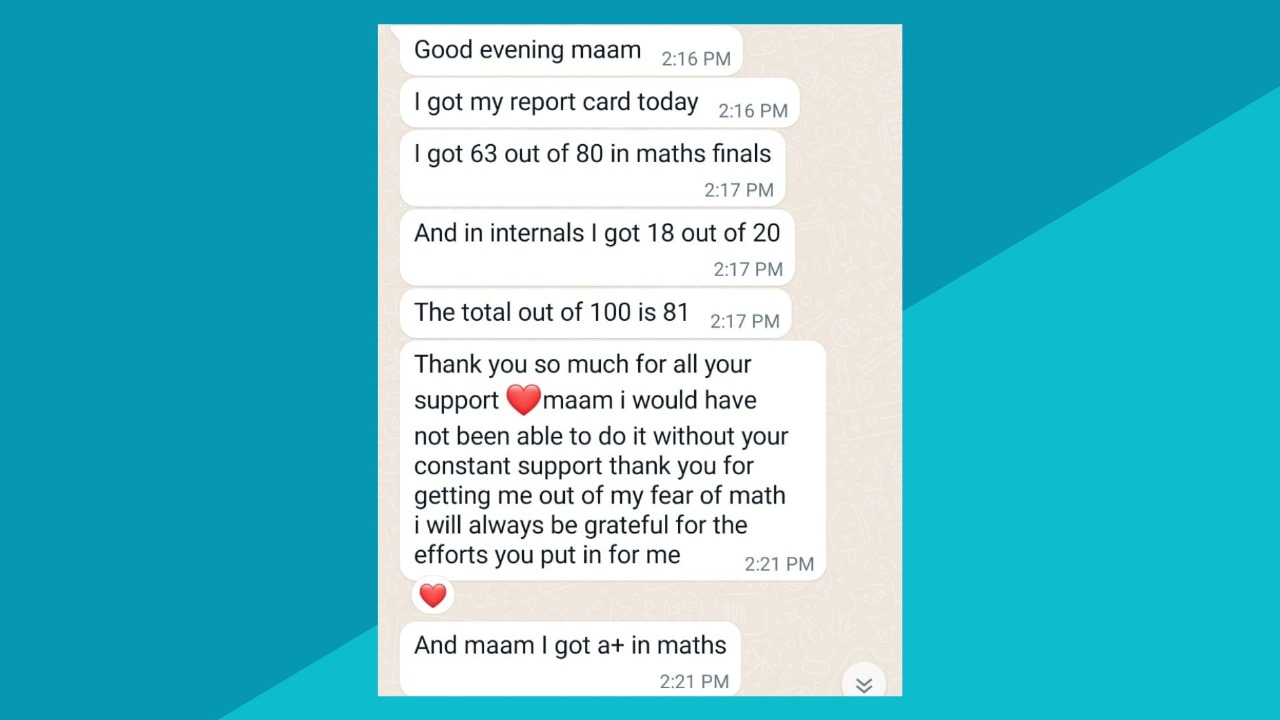 Good evening maam 2:16 PM
I got my report card today 2:16 PM
I got 63 out of 80 in maths finals
2:17 PM
And in internals I got 18 out of 20
2:17 PM
The total out of 100 is 81 2:17 PM
Thank you so much for all your
support ❤️maam i would have
not been able to do it without your
constant support thank you for
getting me out of my fear of math
i will always be grateful for the
efforts you put in for me 2:21 PM
❤️
And maam I got a+ in maths
2:21 PM